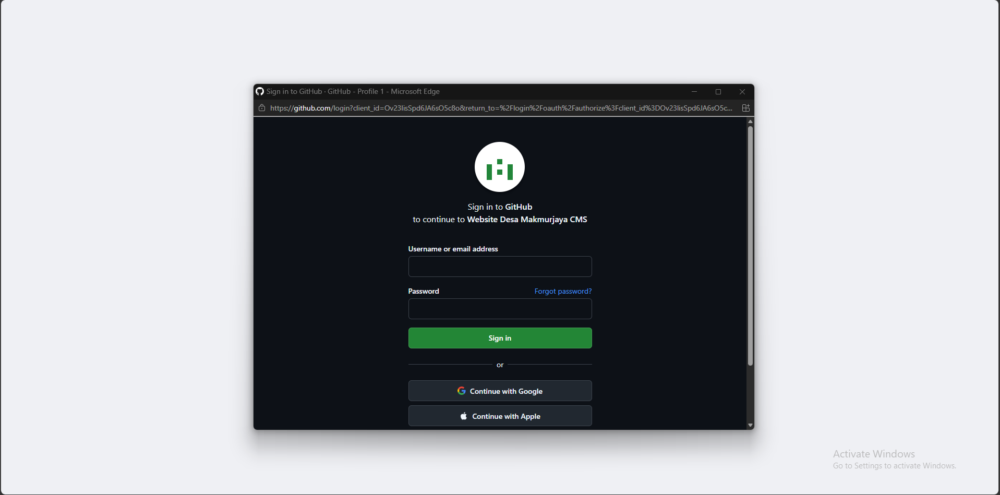 Sign in to GitHub · GitHub - Profile 1 - Microsoft Edge
https://github.com/login?client_id=Ov23lisSpd6JA6sO5c8o&return_to=%2Flogin%2Foauth%2Fauthorize%3Fclient_id%3DOv23lisSpd6JA6sO5c...
Sign in to GitHub
to continue to Website Desa Makmurjaya CMS
Username or email address
Password Forgot password?
Sign in
or
Continue with Google
Continue with Apple
Activate Windows
Go to Settings to activate Windows.